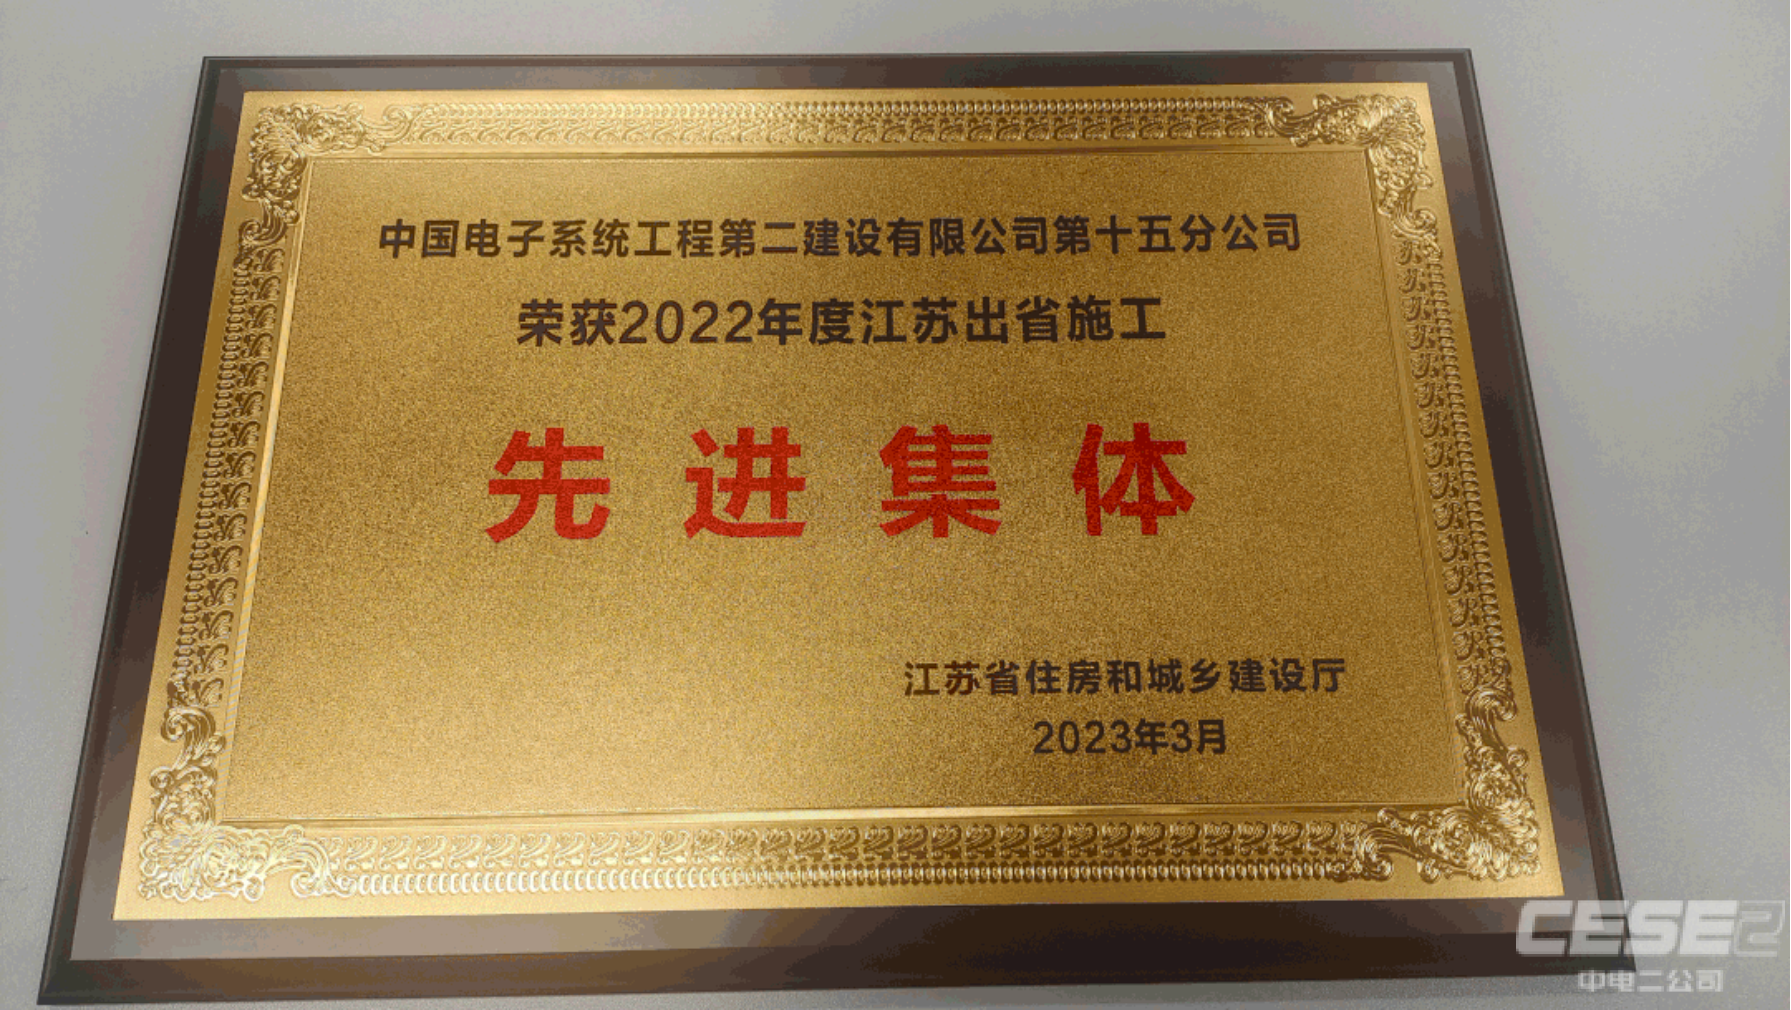 中国电子系统工程第二建设有限公司第十五分公司
荣获2022年度江苏出省施工
先进集体
江苏省住房和城乡建设厅
2023年3月
CESE2
中电二公司